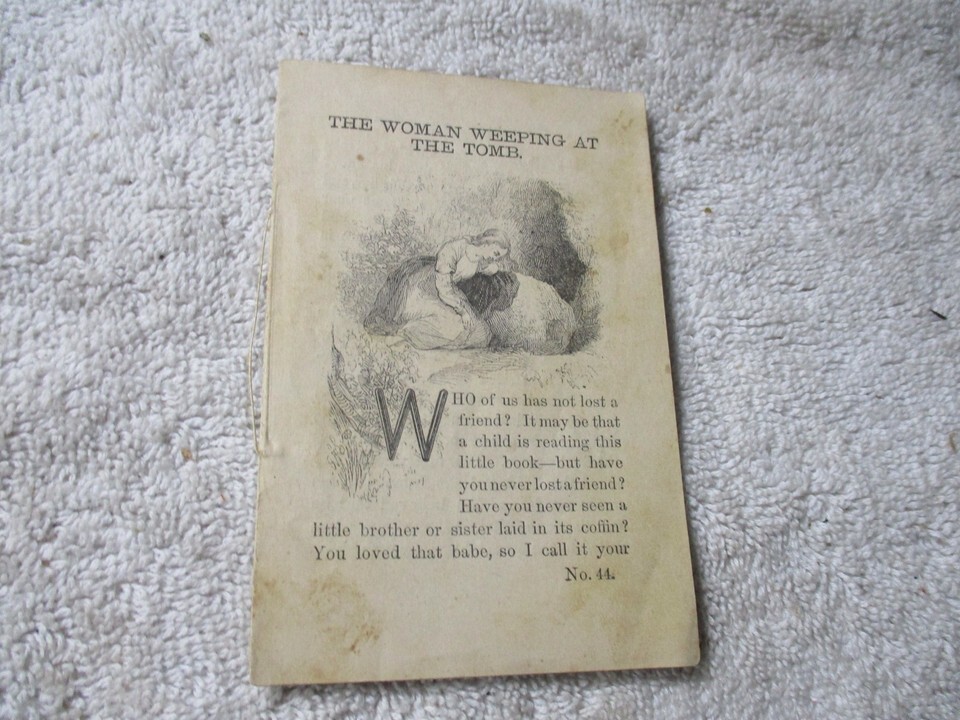 THE WOMAN WEEPING AT
THE TOMB.
WHO of us has not lost a
friend? It may be that
a child is reading this
little book—but have
you never lost a friend?
Have you never seen a
little brother or sister laid in its coffin?
You loved that babe, so I call it your
No. 44.